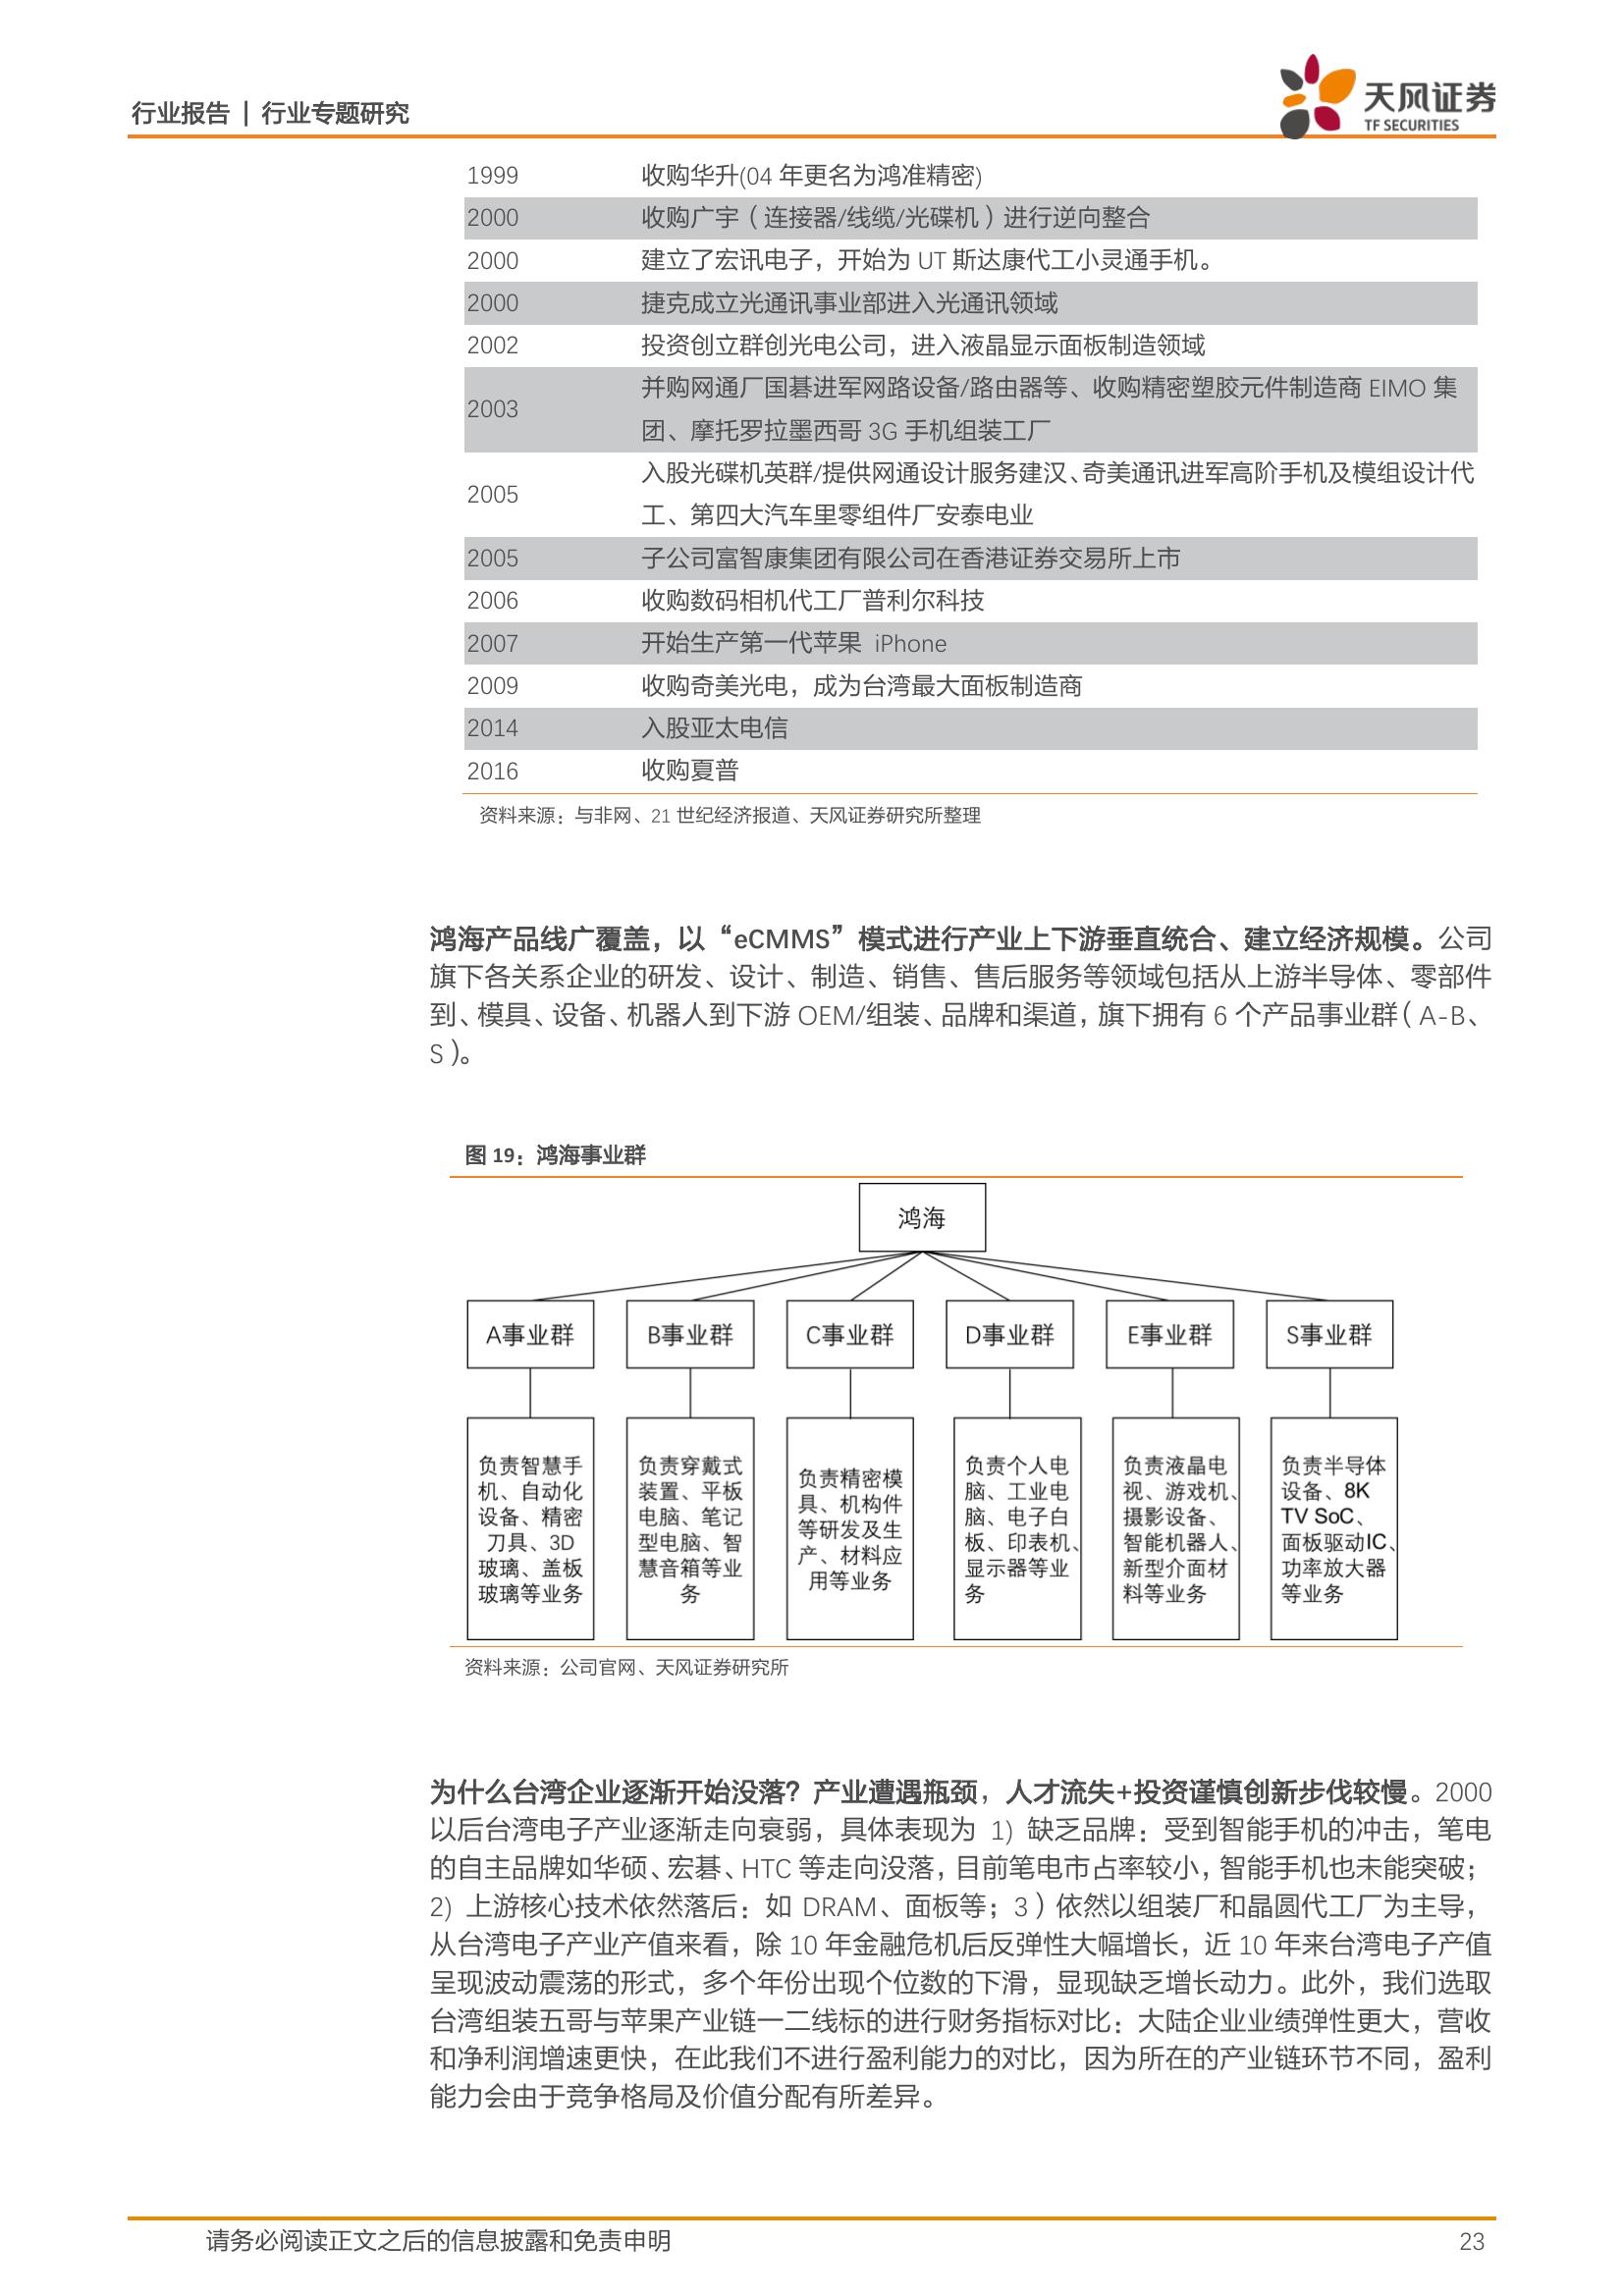 行业报告 | 行业专题研究
天风证券
TF SECURITIES
1999 收购华升(04 年更名为鸿准精密)
2000 收购广宇（连接器/线缆/光碟机）进行逆向整合
2000 建立了宏讯电子，开始为 UT 斯达康代工小灵通手机。
2000 捷克成立光通讯事业部进入光通讯领域
2002 投资创立群创光电公司，进入液晶显示面板制造领域
2003 并购网通厂国碁进军网路设备/路由器等、收购精密塑胶元件制造商 EIMO 集
团、摩托罗拉墨西哥 3G 手机组装工厂
2005 入股光碟机英群/提供网通设计服务建汉、奇美通讯进军高阶手机及模组设计代
工、第四大汽车里零组件厂安泰电业
2005 子公司富智康集团有限公司在香港证券交易所上市
2006 收购数码相机代工厂普利尔科技
2007 开始生产第一代苹果 iPhone
2009 收购奇美光电，成为台湾最大面板制造商
2014 入股亚太电信
2016 收购夏普
资料来源：与非网、21 世纪经济报道、天风证券研究所整理
鸿海产品线广覆盖，以“eCMMS”模式进行产业上下游垂直统合、建立经济规模。公司
旗下各关系企业的研发、设计、制造、销售、售后服务等领域包括从上游半导体、零部件
到、模具、设备、机器人到下游 OEM/组装、品牌和渠道，旗下拥有 6 个产品事业群（A-B、
S）。
图 19：鸿海事业群
鸿海
A事业群
B事业群
C事业群
D事业群
E事业群
S事业群
负责智慧手
机、自动化
设备、精密
刀具、3D
玻璃、盖板
玻璃等业务
负责穿戴式
装置、平板
电脑、笔记
型电脑、智
慧音箱等业
务
负责精密模
具、机构件
等研发及生
产、材料应
用等业务
负责个人电
脑、工业电
脑、电子白
板、印表机、
显示器等业
务
负责液晶电
视、游戏机、
摄影设备、
智能机器人、
新型介面材
料等业务
负责半导体
设备、8K
TV SoC、
面板驱动IC、
功率放大器
等业务
资料来源：公司官网、天风证券研究所
为什么台湾企业逐渐开始没落？产业遭遇瓶颈，人才流失+投资谨慎创新步伐较慢。2000
以后台湾电子产业逐渐走向衰弱，具体表现为 1) 缺乏品牌：受到智能手机的冲击，笔电
的自主品牌如华硕、宏碁、HTC 等走向没落，目前笔电市占率较小，智能手机也未能突破；
2) 上游核心技术依然落后：如 DRAM、面板等；3）依然以组装厂和晶圆代工厂为主导，
从台湾电子产业产值来看，除 10 年金融危机后反弹性大幅增长，近 10 年来台湾电子产值
呈现波动震荡的形式，多个年份出现个位数的下滑，显现缺乏增长动力。此外，我们选取
台湾组装五哥与苹果产业链一二线标的进行财务指标对比：大陆企业业绩弹性更大，营收
和净利润增速更快，在此我们不进行盈利能力的对比，因为所在的产业链环节不同，盈利
能力会由于竞争格局及价值分配有所差异。
请务必阅读正文之后的信息披露和免责申明
23